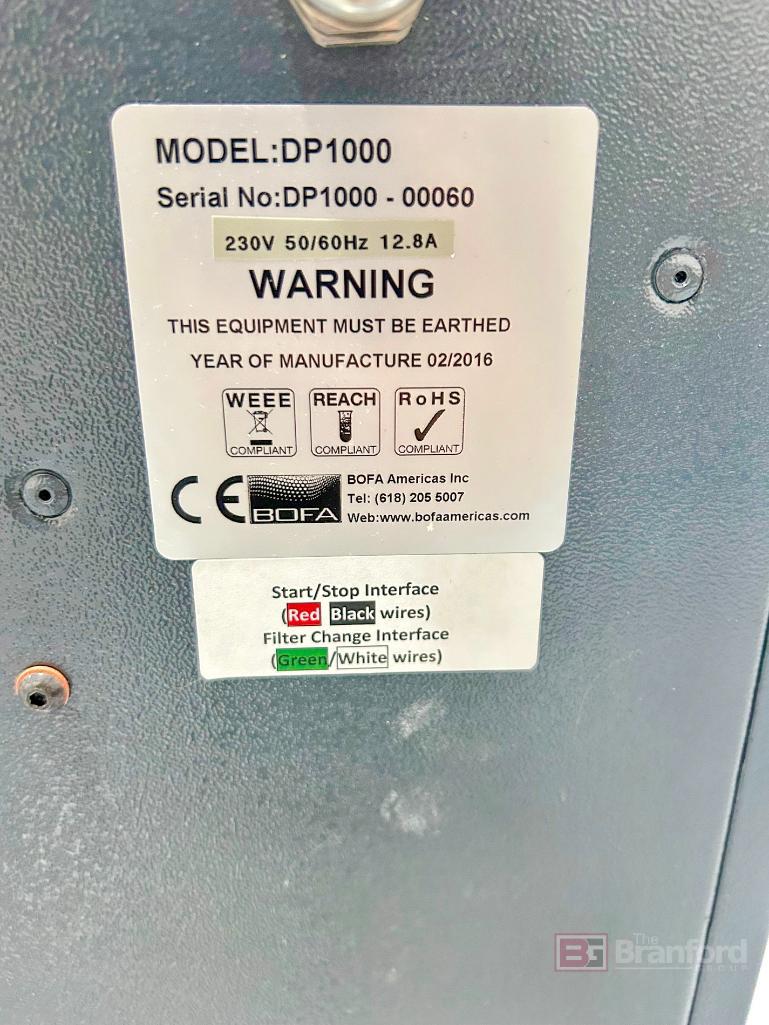 MODEL:DP1000
Serial No:DP1000 - 00060
230V 50/60Hz 12.8A
WARNING
THIS EQUIPMENT MUST BE EARTHED
YEAR OF MANUFACTURE 02/2016
WEEE REACH RoHS
COMPLIANT COMPLIANT COMPLIANT
CE BOFA
BOFA Americas Inc
Tel: (618) 205 5007
Web:www.bofaamericas.com
Start/Stop Interface
(Red Black wires)
Filter Change Interface
(Green/White wires)
BG The Branford GROUP